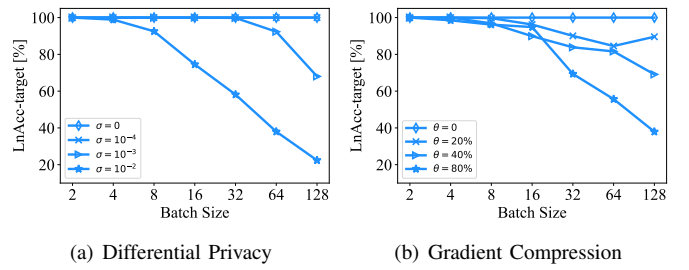 LnAcc-target [%]
100
80
60
40
20
σ = 0
σ = 10⁻⁴
σ = 10⁻³
σ = 10⁻²
2 4 8 16 32 64 128
Batch Size
(a) Differential Privacy
LnAcc-target [%]
100
80
60
40
20
θ = 0
θ = 20%
θ = 40%
θ = 80%
2 4 8 16 32 64 128
Batch Size
(b) Gradient Compression